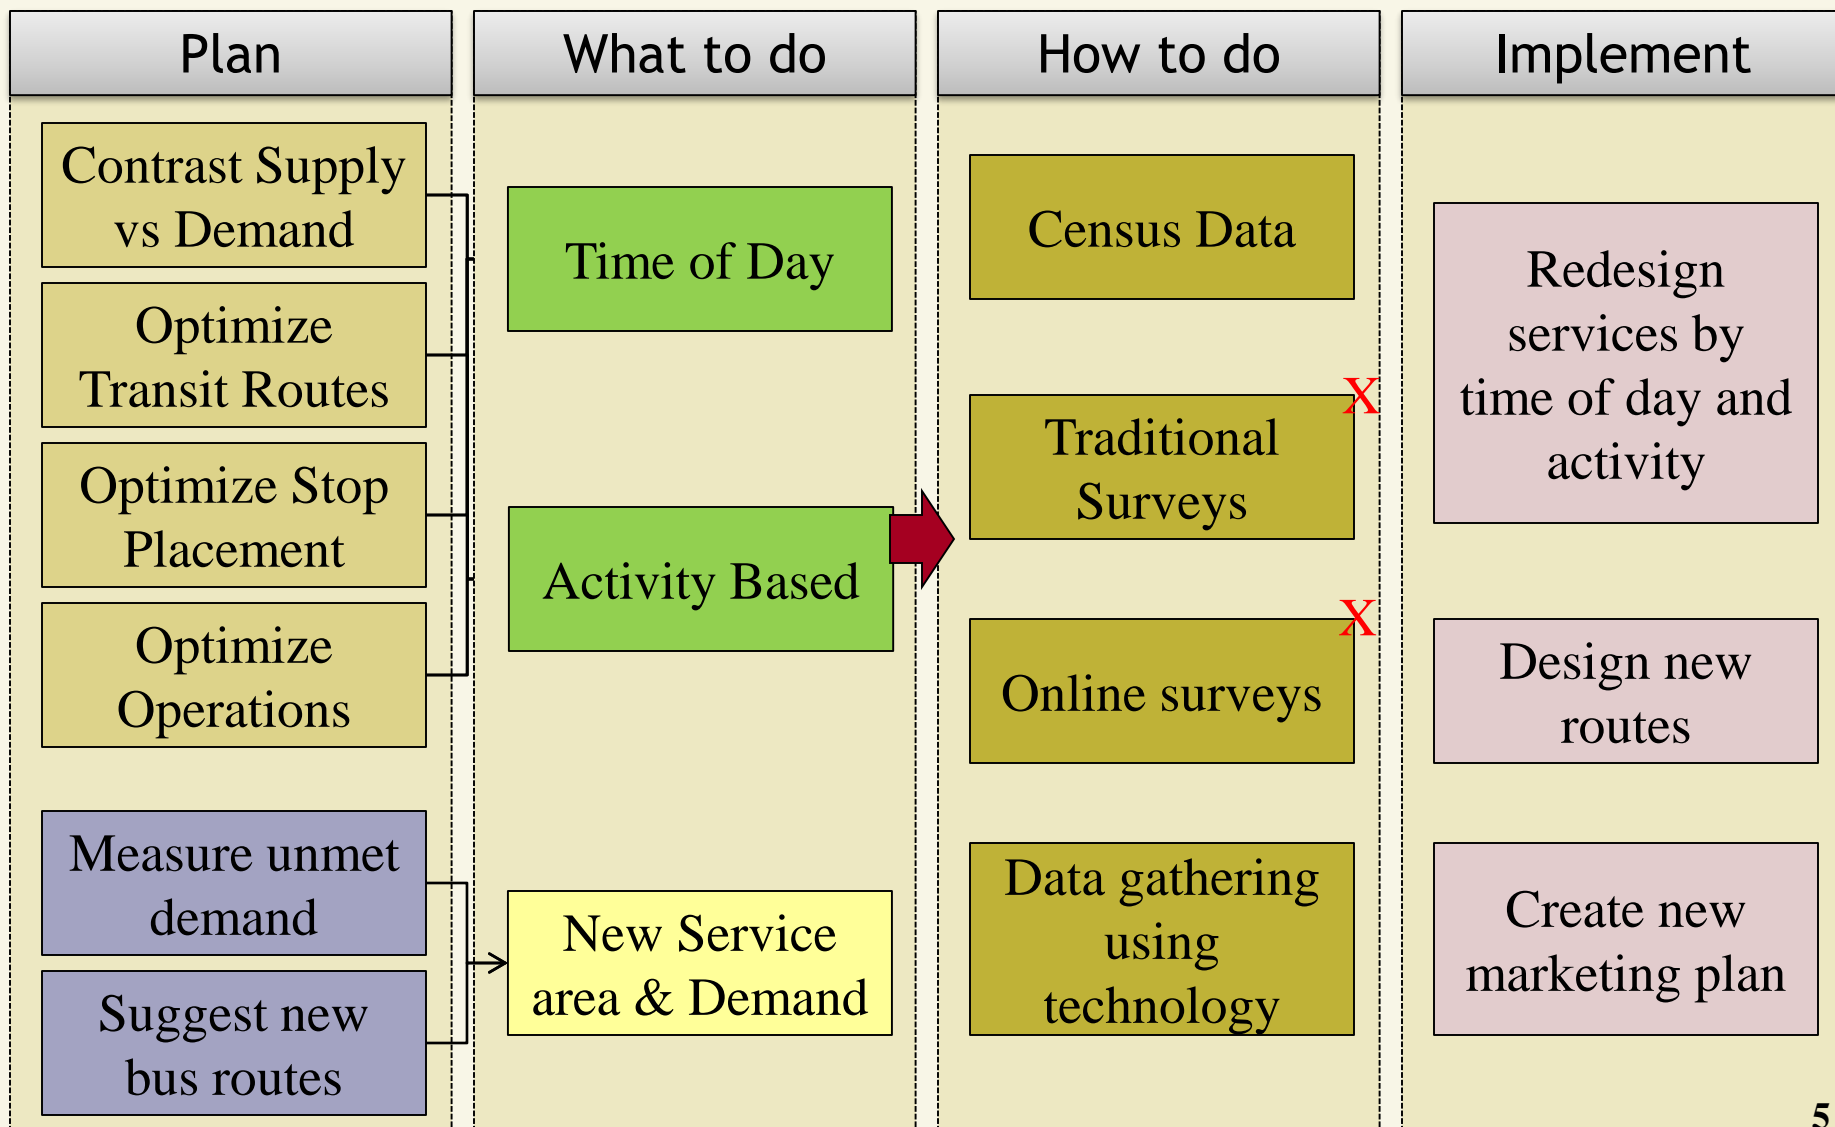 Plan
What to do
How to do
Implement
Contrast Supply
vs Demand
Optimize
Transit Routes
Optimize Stop
Placement
Optimize
Operations
Measure unmet
demand
Suggest new
bus routes
Time of Day
Activity Based
New Service
area & Demand
Census Data
X
Traditional
Surveys
X
Online surveys
Data gathering
using
technology
Redesign
services by
time of day and
activity
Design new
routes
Create new
marketing plan
5